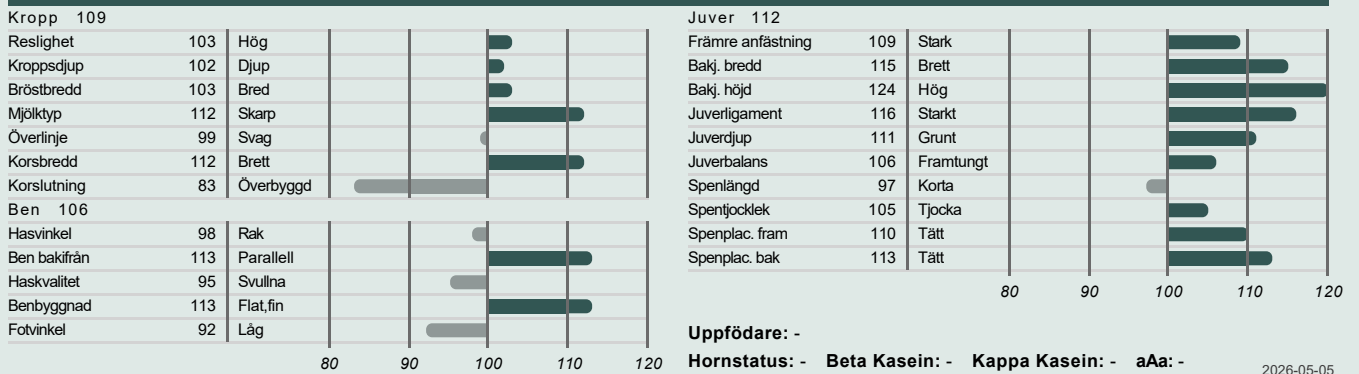 Kropp 109
Reslighet 103 Hög
Kroppsdjup 102 Djup
Bröstbredd 103 Bred
Mjölktyp 112 Skarp
Överlinje 99 Svag
Korsbredd 112 Brett
Korslutning 83 Överbyggd
Ben 106
Hasvinkel 98 Rak
Ben bakifrån 113 Parallell
Haskvalitet 95 Svullna
Benbyggnad 113 Flat,fin
Fotvinkel 92 Låg
80 90 100 110 120
Juver 112
Främre anfästning 109 Stark
Bakj. bredd 115 Brett
Bakj. höjd 124 Hög
Juverligament 116 Starkt
Juverdjup 111 Grunt
Juverbalans 106 Framtungt
Spenlängd 97 Korta
Spentjocklek 105 Tjocka
Spenplac. fram 110 Tätt
Spenplac. bak 113 Tätt
80 90 100 110 120
Uppfödare: -
Hornstatus: - Beta Kasein: - Kappa Kasein: - aAa: -
2026-05-05